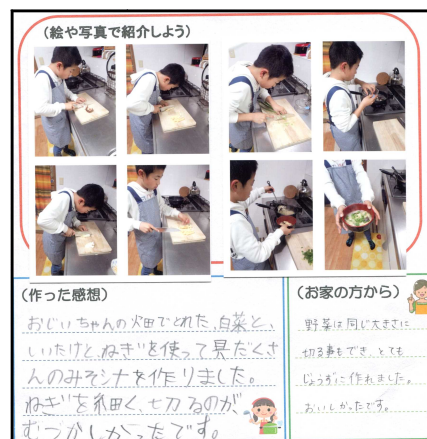 (絵や写真で紹介しよう)
(作った感想)
おじいちゃんの畑でとれた、白菜と、
しいたけと、ねぎを使って具だくさ
んのみそシナを作りました。
ねぎを細く、切るのが
むづかしかったです。
(お家の方から)
野菜は同じ大きさに
切る事もでき、とても
じょうずに作れました。
おいしかったです。